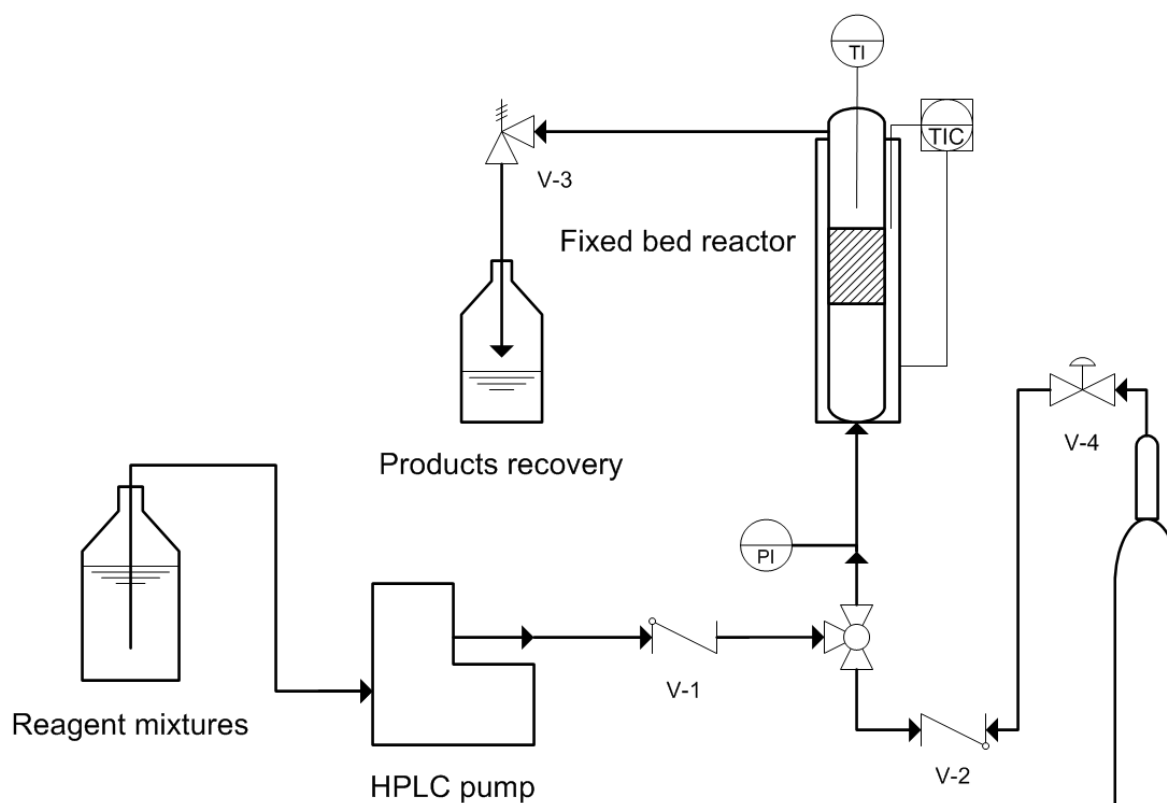 TI
TIC
V-3
Fixed bed reactor
Products recovery
V-4
PI
V-1
Reagent mixtures
V-2
HPLC pump